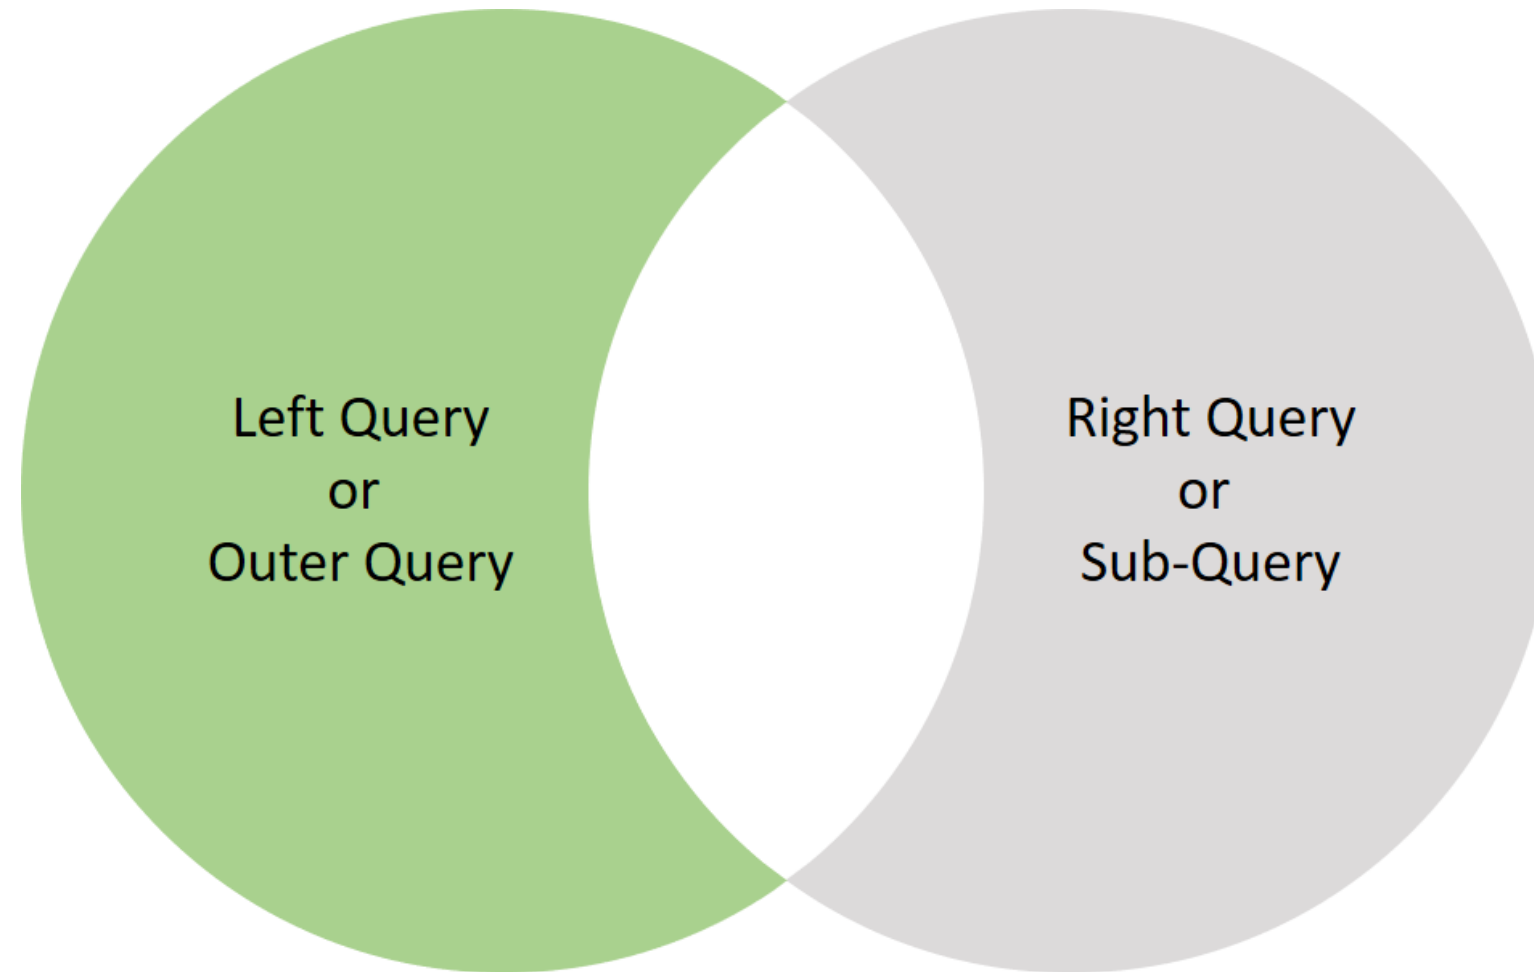 Left Query
or
Outer Query
Right Query
or
Sub-Query